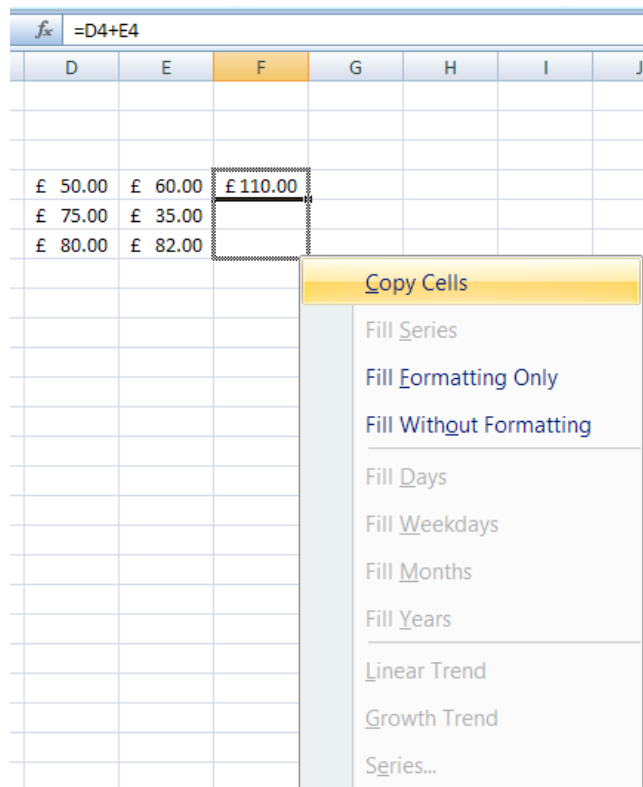 fx =D4+E4
D E F G H I J
£ 50.00 £ 60.00 £ 110.00
£ 75.00 £ 35.00
£ 80.00 £ 82.00
Copy Cells
Fill Series
Fill Formatting Only
Fill Without Formatting
Fill Days
Fill Weekdays
Fill Months
Fill Years
Linear Trend
Growth Trend
Series...